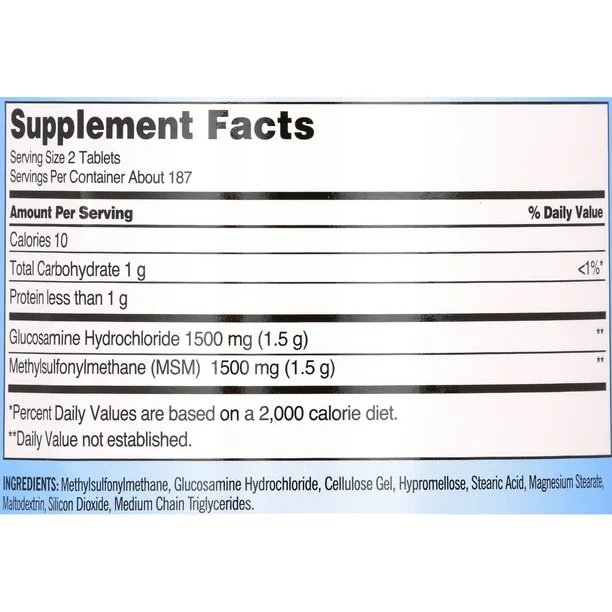 Supplement Facts
Serving Size 2 Tablets
Servings Per Container About 187
Amount Per Serving % Daily Value
Calories 10
Total Carbohydrate 1 g <1%*
Protein less than 1 g
Glucosamine Hydrochloride 1500 mg (1.5 g) **
Methylsulfonylmethane (MSM) 1500 mg (1.5 g) **
*Percent Daily Values are based on a 2,000 calorie diet.
**Daily Value not established.
INGREDIENTS: Methylsulfonylmethane, Glucosamine Hydrochloride, Cellulose Gel, Hypromellose, Stearic Acid, Magnesium Stearate,
Maltodextrin, Silicon Dioxide, Medium Chain Triglycerides.